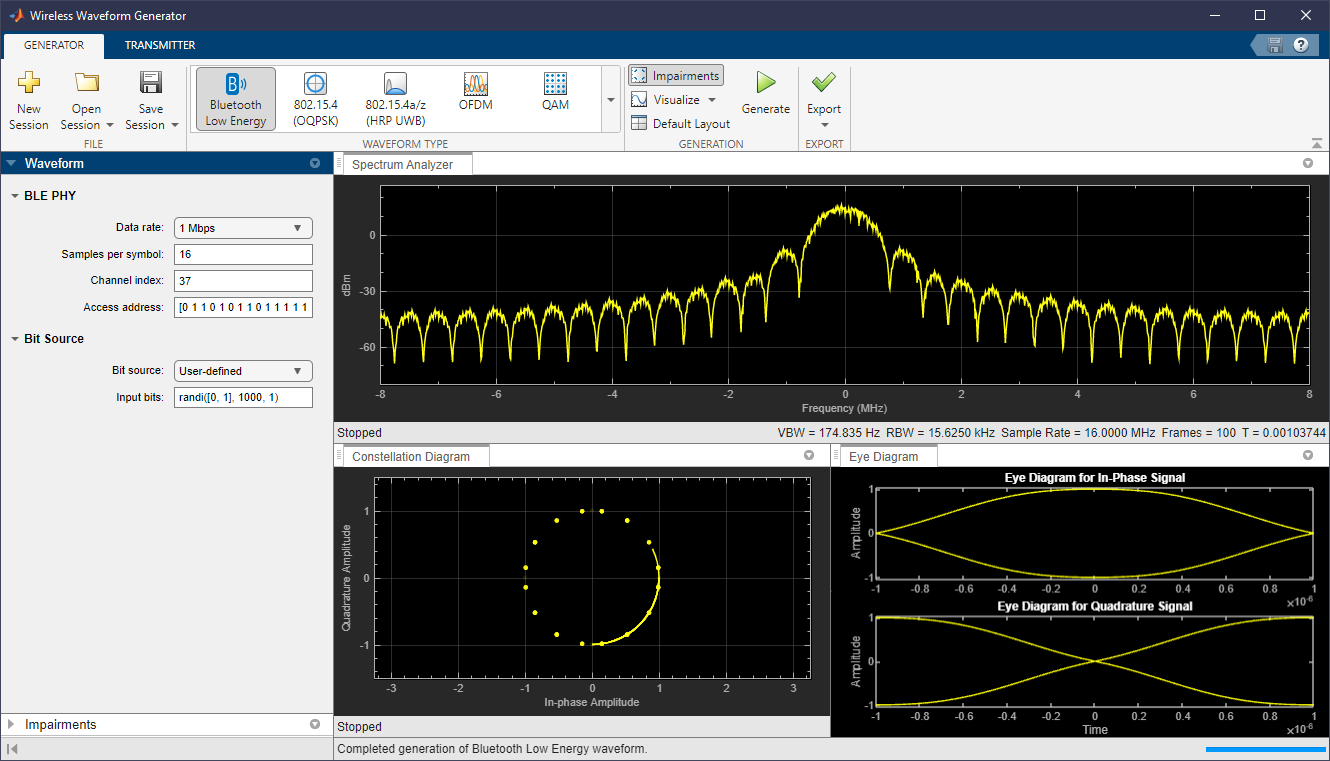 Wireless Waveform Generator
GENERATOR TRANSMITTER
New Session
Open Session
Save Session
FILE
Bluetooth Low Energy
802.15.4 (OQPSK)
802.15.4a/z (HRP UWB)
OFDM
QAM
WAVEFORM TYPE
Impairments
Visualize
Default Layout
Generate
GENERATION
Export
EXPORT
Waveform
BLE PHY
Data rate: 1 Mbps
Samples per symbol: 16
Channel index: 37
Access address: [0 1 1 0 1 0 1 1 0 1 1 1 1 1
Bit Source
Bit source: User-defined
Input bits: randi([0, 1], 1000, 1)
Impairments
Spectrum Analyzer
dBm
0
-30
-60
-8 -6 -4 -2 0 2 4 6 8
Frequency (MHz)
Stopped VBW = 174.835 Hz RBW = 15.6250 kHz Sample Rate = 16.0000 MHz Frames = 100 T = 0.00103744
Constellation Diagram
Quadrature Amplitude
1
0
-1
-3 -2 -1 0 1 2 3
In-phase Amplitude
Stopped
Eye Diagram
Eye Diagram for In-Phase Signal
Amplitude
1
0
-1
-1 -0.8 -0.6 -0.4 -0.2 0 0.2 0.4 0.6 0.8 1
×10⁻⁶
Eye Diagram for Quadrature Signal
Amplitude
1
0
-1
-1 -0.8 -0.6 -0.4 -0.2 0 0.2 0.4 0.6 0.8 1
Time
×10⁻⁶
Completed generation of Bluetooth Low Energy waveform.